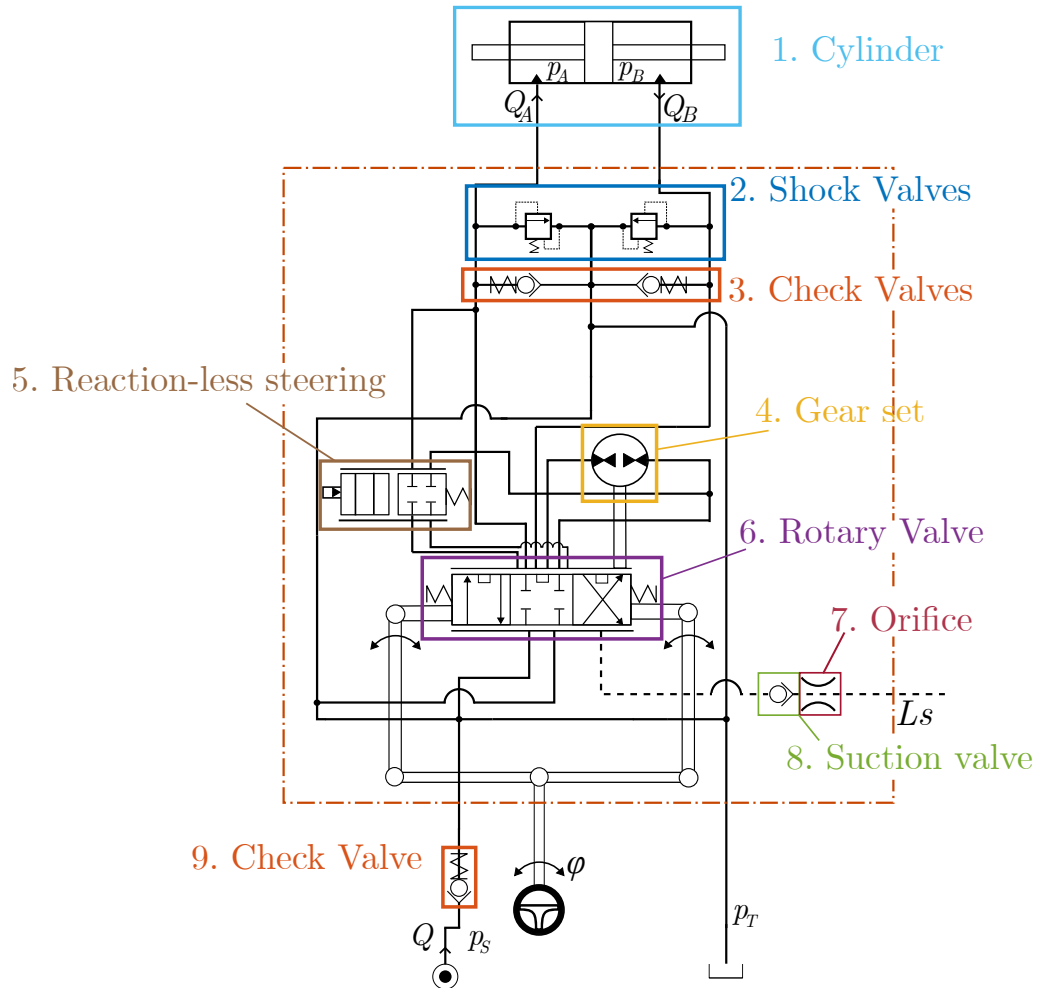 1. Cylinder
p_A
p_B
Q_A
Q_B
2. Shock Valves
3. Check Valves
5. Reaction-less steering
4. Gear set
6. Rotary Valve
7. Orifice
Ls
8. Suction valve
9. Check Valve
φ
Q
p_S
p_T